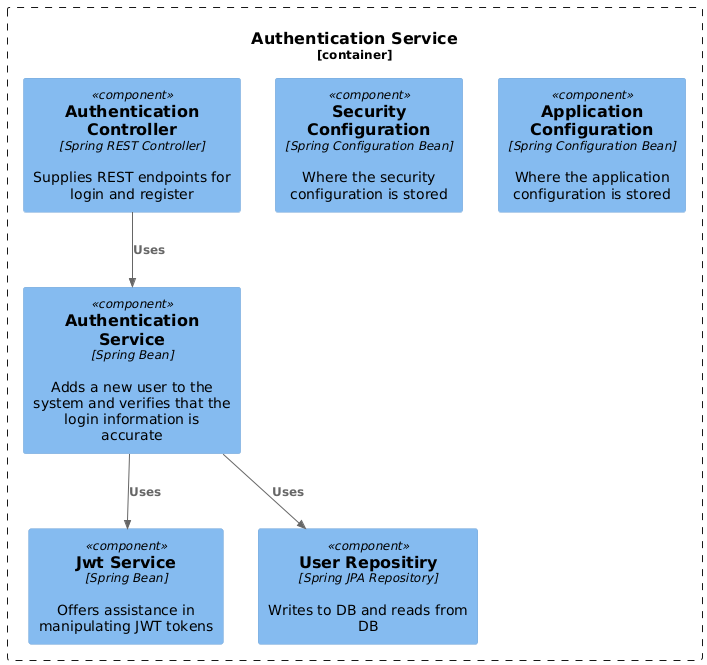 Authentication Service
[container]
«component»
Authentication
Controller
[Spring REST Controller]
Supplies REST endpoints for
login and register
«component»
Security
Configuration
[Spring Configuration Bean]
Where the security
configuration is stored
«component»
Application
Configuration
[Spring Configuration Bean]
Where the application
configuration is stored
Uses
«component»
Authentication
Service
[Spring Bean]
Adds a new user to the
system and verifies that the
login information is
accurate
Uses
Uses
«component»
Jwt Service
[Spring Bean]
Offers assistance in
manipulating JWT tokens
«component»
User Repositiry
[Spring JPA Repository]
Writes to DB and reads from
DB